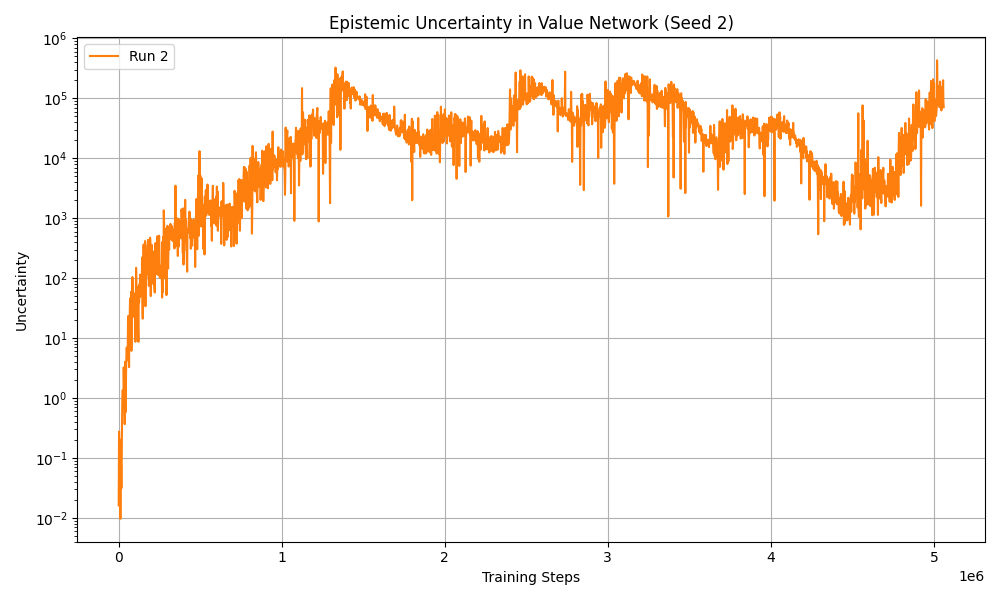 Epistemic Uncertainty in Value Network (Seed 2)
Run 2
Uncertainty
10^6
10^5
10^4
10^3
10^2
10^1
10^0
10^-1
10^-2
0 1 2 3 4 5
1e6
Training Steps